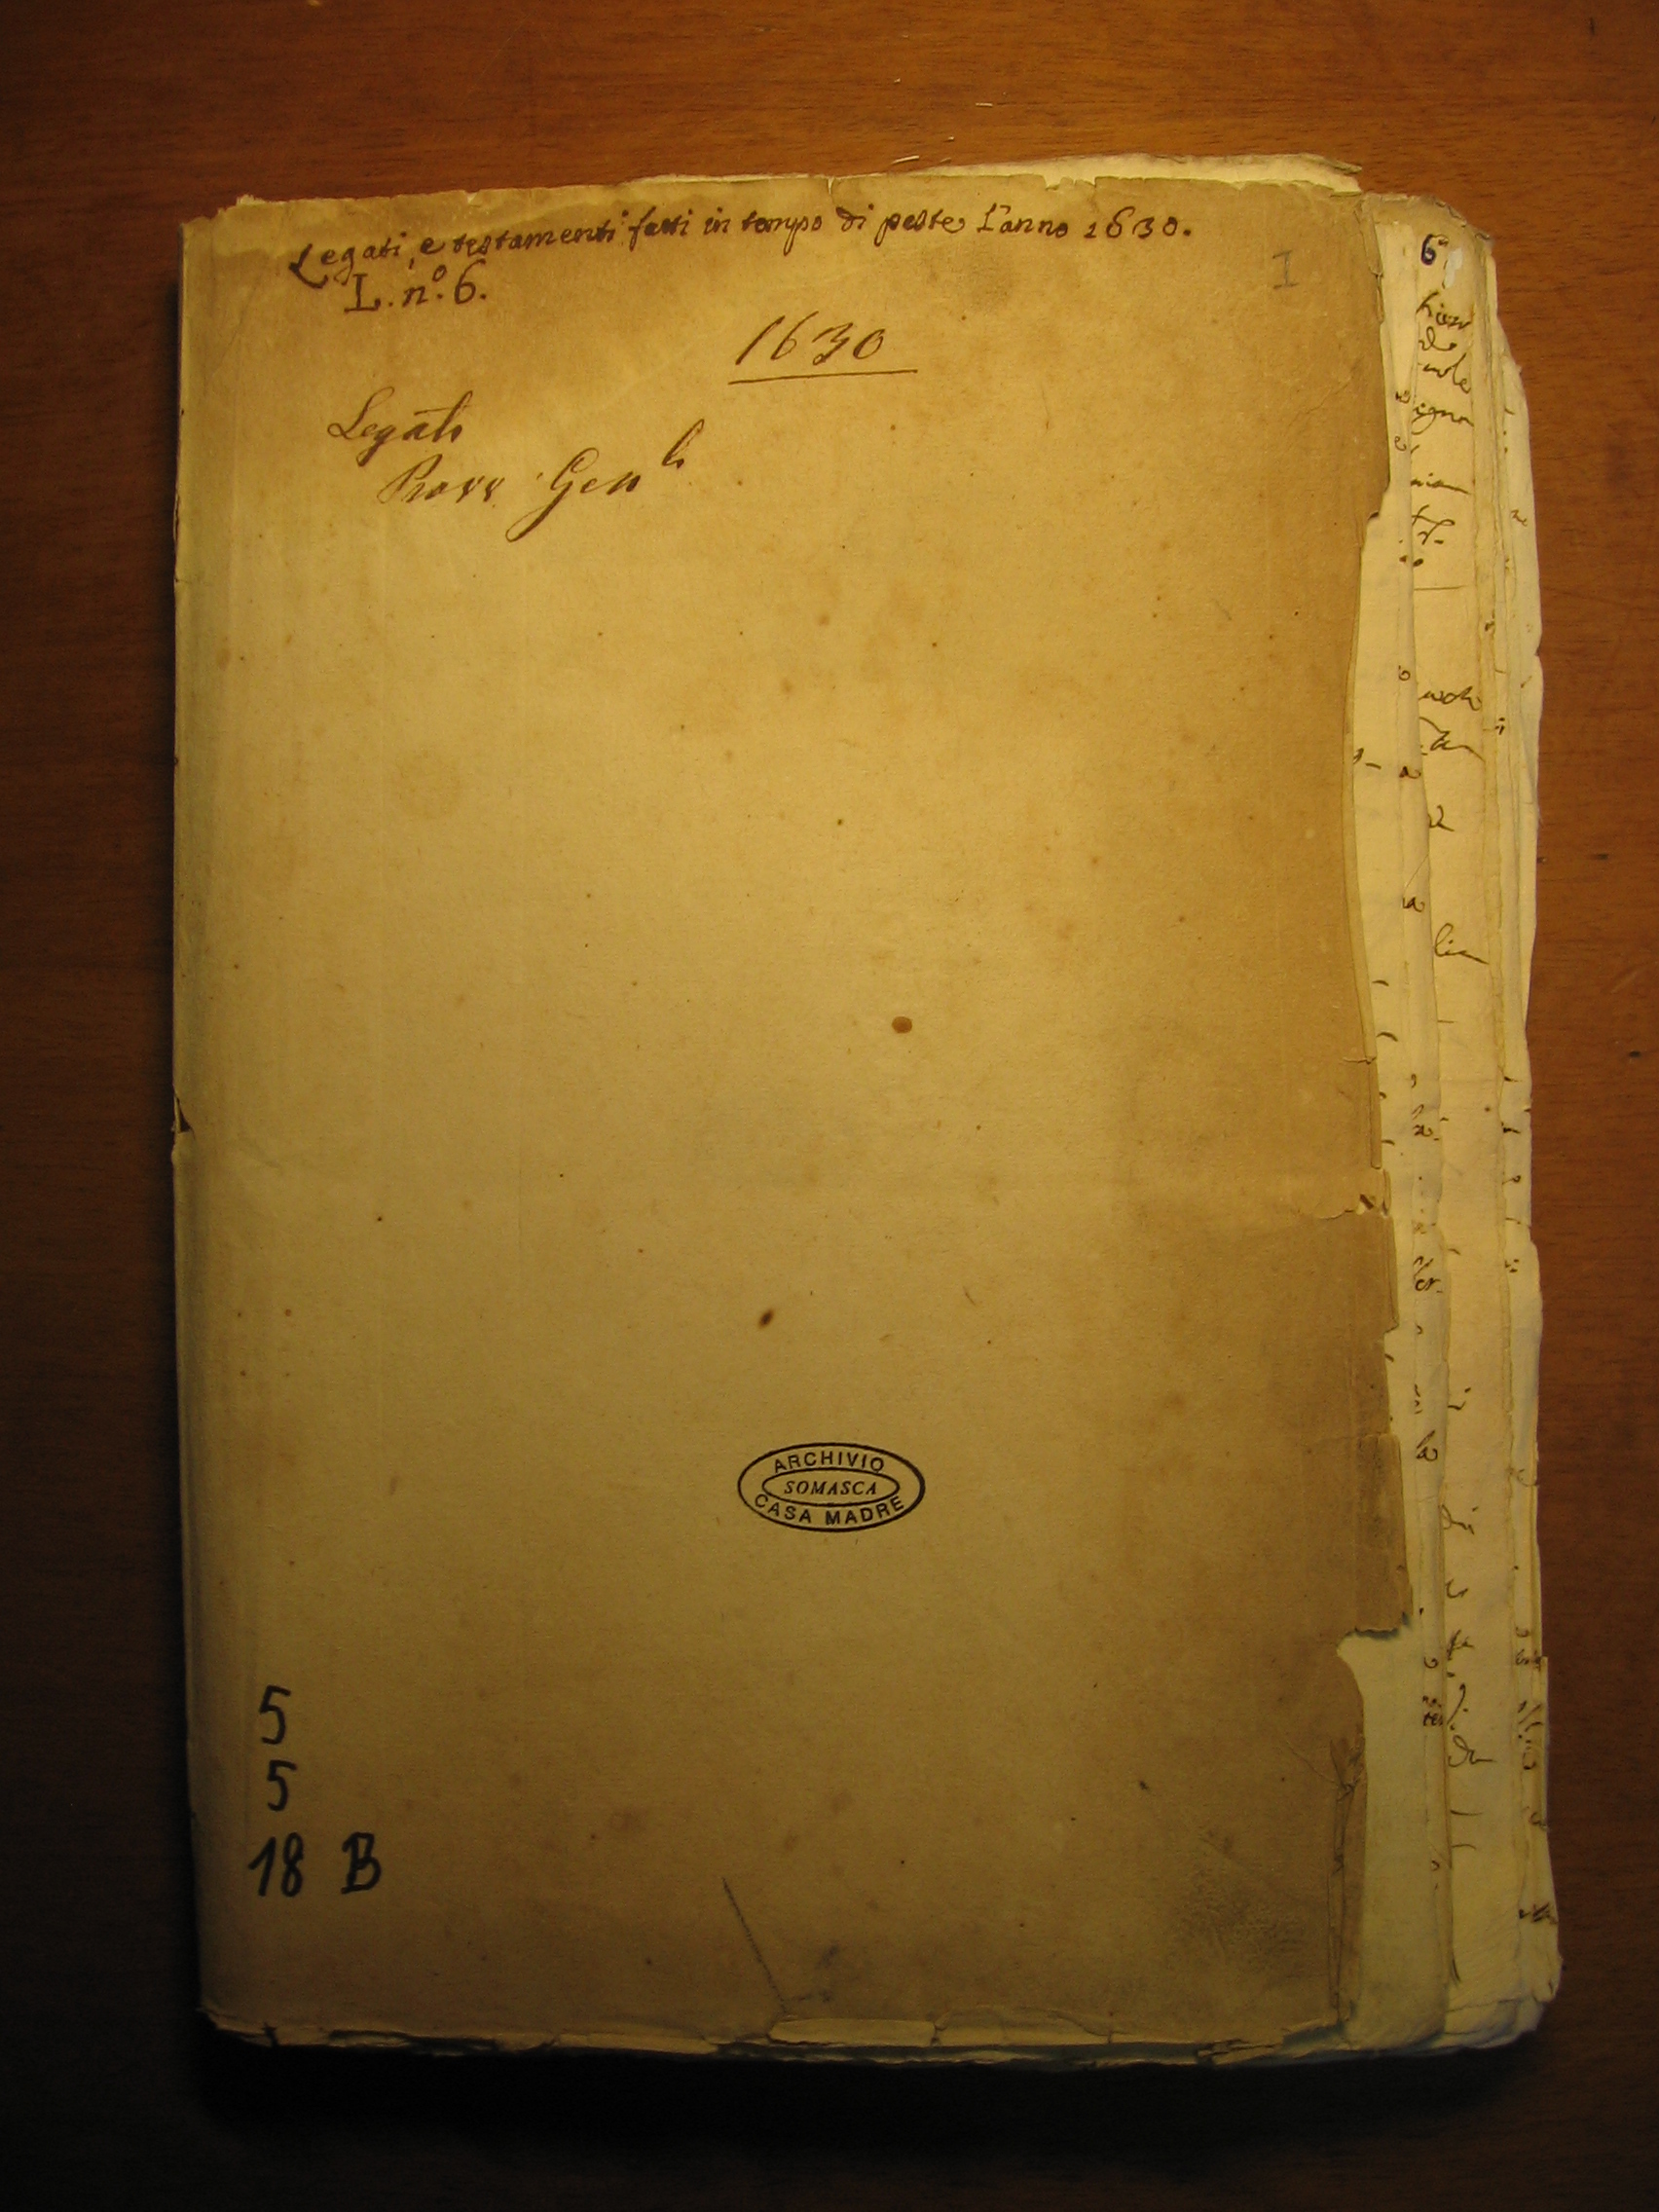 Legati, e testamenti fatti in tempo di peste l'anno 1630.
L. n.º 6.
I
1630
Legati
Gen li
ARCHIVIO
SOMASCA
CASA MADRE
5
5
18 B
6